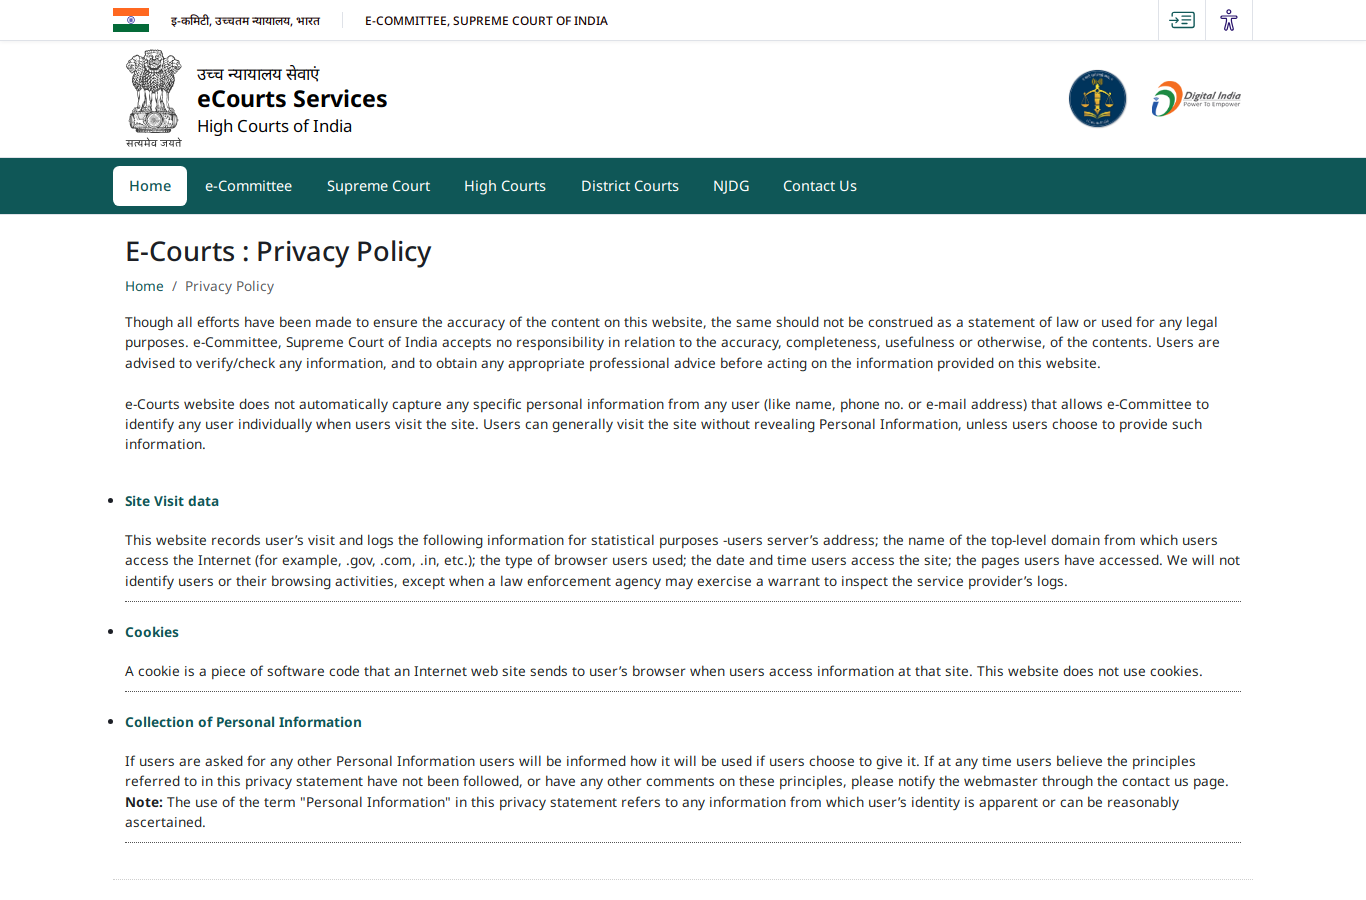 इ-कमिटी, उच्चतम न्यायालय, भारत
E-COMMITTEE, SUPREME COURT OF INDIA
सत्यमेव जयते
उच्च न्यायालय सेवाएं
eCourts Services
High Courts of India
Digital India
Power To Empower
Home e-Committee Supreme Court High Courts District Courts NJDG Contact Us
E-Courts : Privacy Policy
Home / Privacy Policy
Though all efforts have been made to ensure the accuracy of the content on this website, the same should not be construed as a statement of law or used for any legal
purposes. e-Committee, Supreme Court of India accepts no responsibility in relation to the accuracy, completeness, usefulness or otherwise, of the contents. Users are
advised to verify/check any information, and to obtain any appropriate professional advice before acting on the information provided on this website.
e-Courts website does not automatically capture any specific personal information from any user (like name, phone no. or e-mail address) that allows e-Committee to
identify any user individually when users visit the site. Users can generally visit the site without revealing Personal Information, unless users choose to provide such
information.
Site Visit data
This website records user’s visit and logs the following information for statistical purposes -users server’s address; the name of the top-level domain from which users
access the Internet (for example, .gov, .com, .in, etc.); the type of browser users used; the date and time users access the site; the pages users have accessed. We will not
identify users or their browsing activities, except when a law enforcement agency may exercise a warrant to inspect the service provider’s logs.
Cookies
A cookie is a piece of software code that an Internet web site sends to user’s browser when users access information at that site. This website does not use cookies.
Collection of Personal Information
If users are asked for any other Personal Information users will be informed how it will be used if users choose to give it. If at any time users believe the principles
referred to in this privacy statement have not been followed, or have any other comments on these principles, please notify the webmaster through the contact us page.
Note: The use of the term "Personal Information" in this privacy statement refers to any information from which user’s identity is apparent or can be reasonably
ascertained.